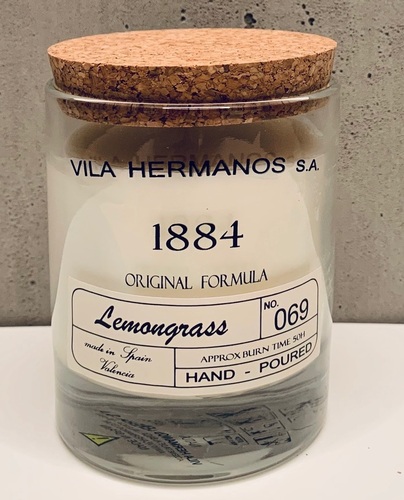 VILA HERMANOS S.A.
1884
ORIGINAL FORMULA
Lemongrass
NO.
069
made in Spain
Valencia
APPROX BURN TIME 50H
HAND - POURED